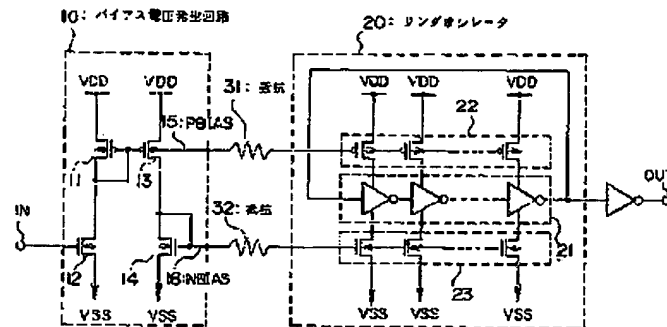 10:バイアス電圧発生回路
20:リングオシレータ
VDD
VDD
31:抵抗
VDD
VDD
VDD
15:PBIAS
22
11
13
32:抵抗
OUT
IN
21
12
14
16:NBIAS
23
VSS
VSS
VSS
VSS
VSS